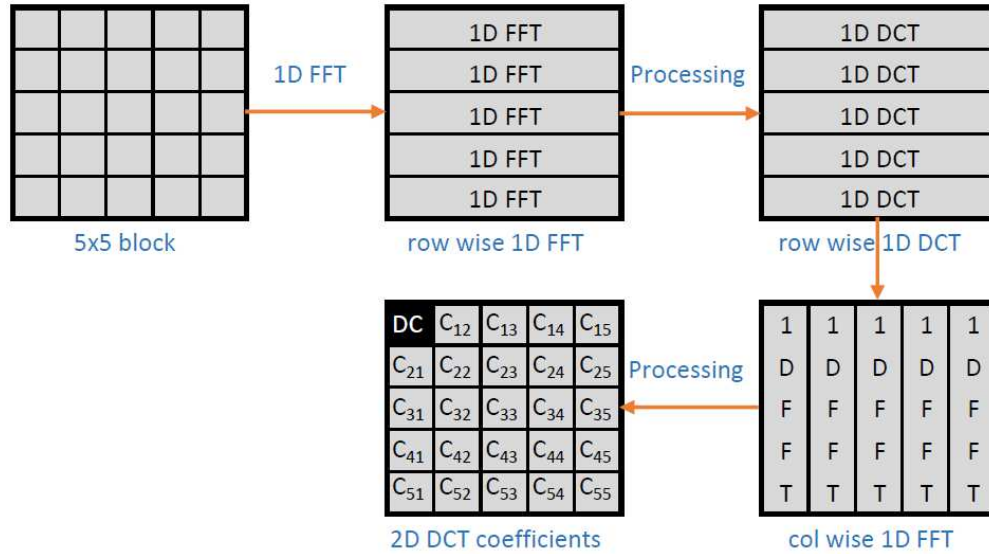 1D FFT
5x5 block
1D FFT
1D FFT
1D FFT
1D FFT
1D FFT
row wise 1D FFT
Processing
1D DCT
1D DCT
1D DCT
1D DCT
1D DCT
row wise 1D DCT
DC C₁₂ C₁₃ C₁₄ C₁₅
C₂₁ C₂₂ C₂₃ C₂₄ C₂₅
C₃₁ C₃₂ C₃₃ C₃₄ C₃₅
C₄₁ C₄₂ C₄₃ C₄₄ C₄₅
C₅₁ C₅₂ C₅₃ C₅₄ C₅₅
2D DCT coefficients
Processing
1 1 1 1 1
D D D D D
F F F F F
F F F F F
T T T T T
col wise 1D FFT